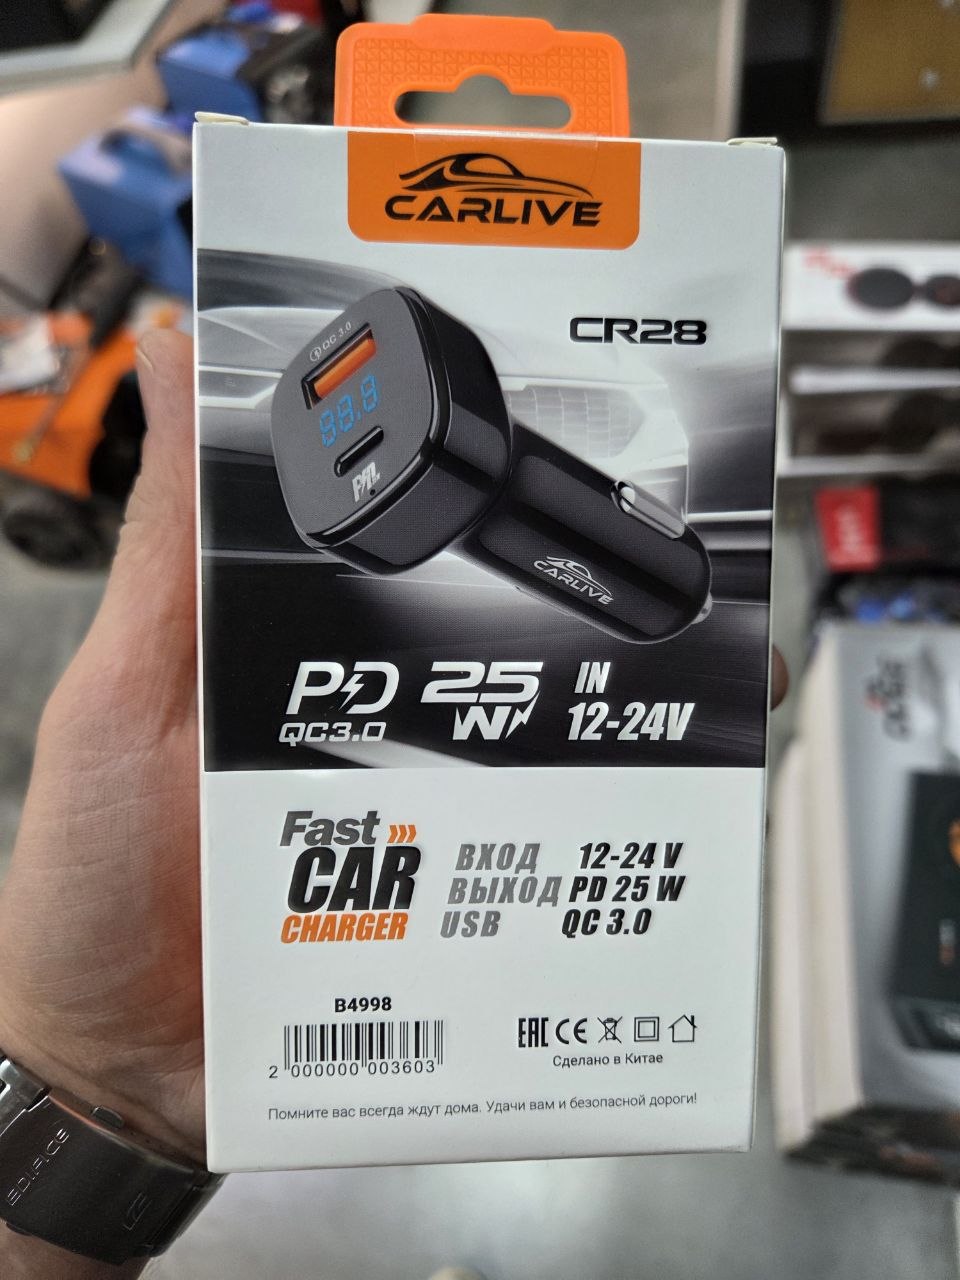 CARLIVE
CR28
QC 3.0
88.8
PD
CARLIVE
PD 25 W IN
QC3.0 12-24V
Fast
CAR
CHARGER
ВХОД 12-24 V
ВЫХОД PD 25 W
USB QC 3.0
B4998
2 000000 003603
EAC CE
Сделано в Китае
Помните вас всегда ждут дома. Удачи вам и безопасной дороги!
EDIFICE